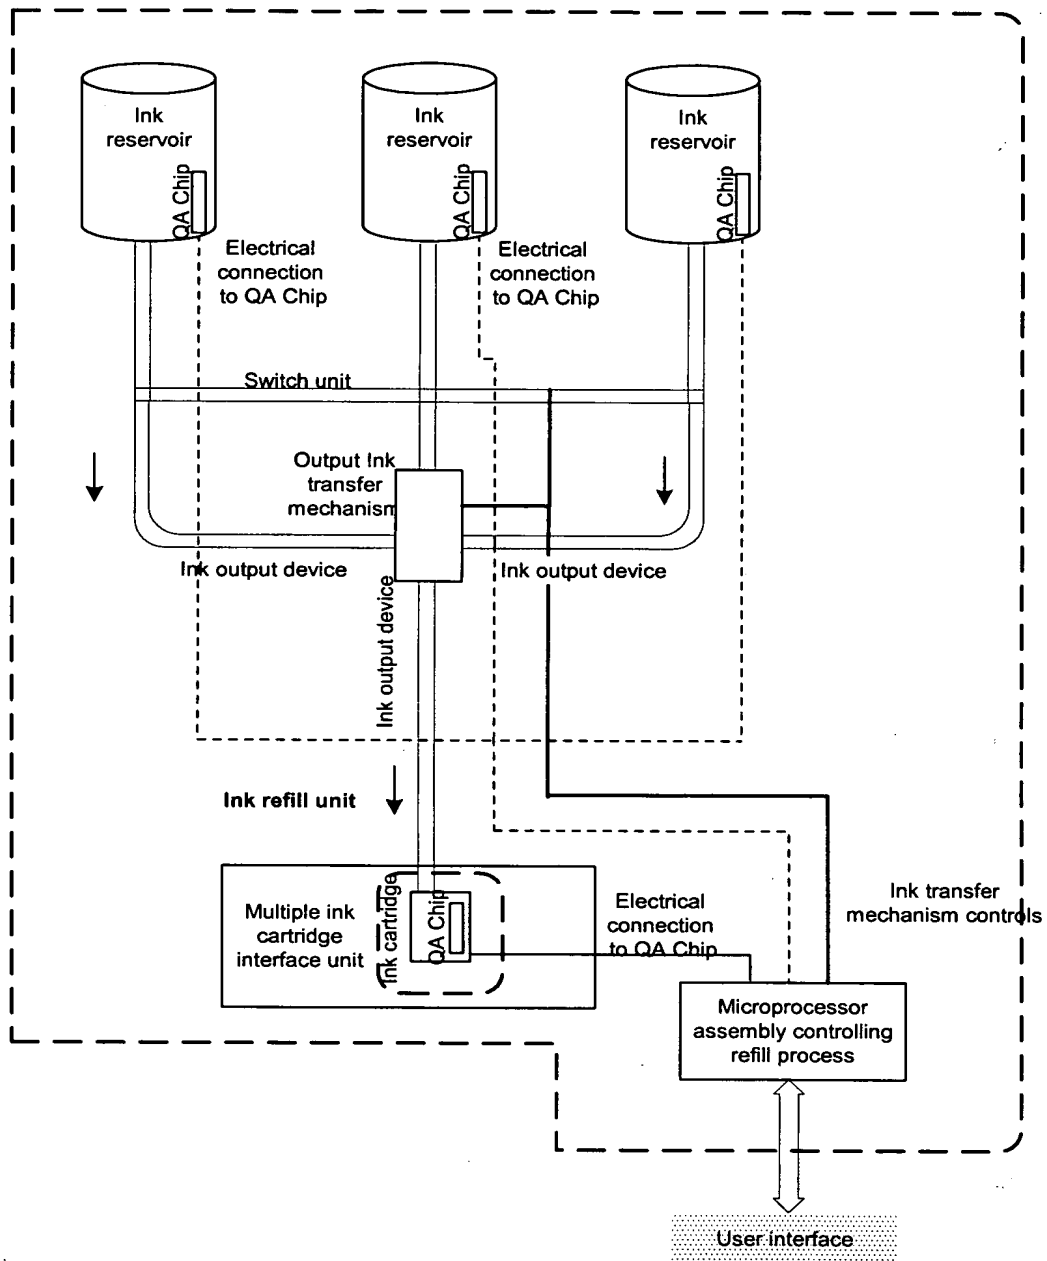 Ink
reservoir
QA Chip
Ink
reservoir
QA Chip
Ink
reservoir
QA Chip
Electrical
connection
to QA Chip
Electrical
connection
to QA Chip
Switch unit
Output Ink
transfer
mechanism
Ink output device
Ink output device
Ink output device
Ink refill unit
Multiple ink
cartridge
interface unit
Ink cartridge
QA Chip
Electrical
connection
to QA Chip
Ink transfer
mechanism controls
Microprocessor
assembly controlling
refill process
User interface